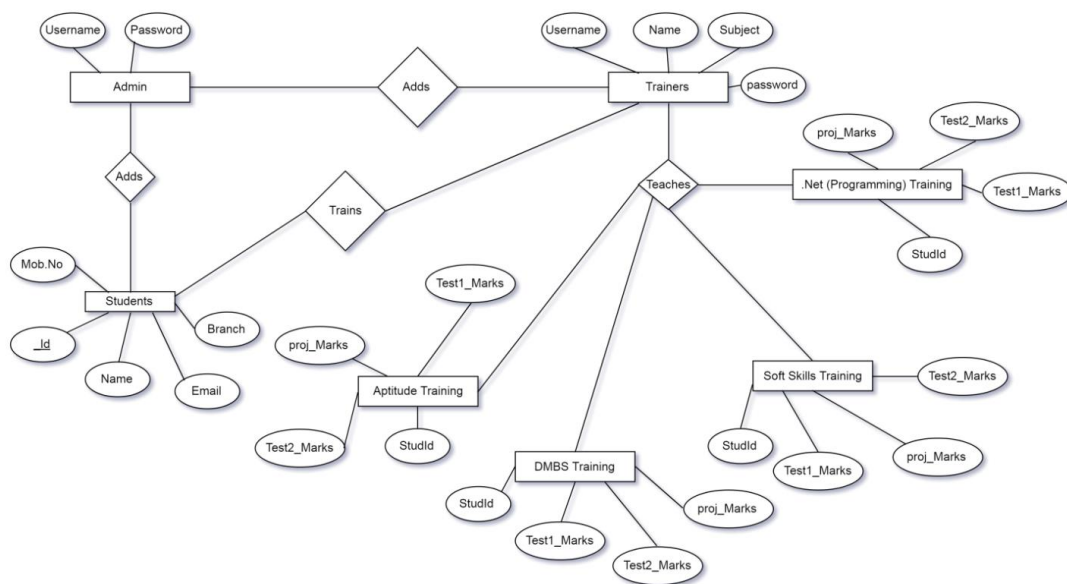 Username
Password
Username
Name
Subject
Admin
Adds
Trainers
password
proj_Marks
Test2_Marks
Adds
Teaches
.Net (Programming) Training
Test1_Marks
Trains
StudId
Mob.No
Students
Test1_Marks
Branch
_Id
proj_Marks
Name
Email
Aptitude Training
Soft Skills Training
Test2_Marks
Test2_Marks
StudId
StudId
proj_Marks
Test1_Marks
DMBS Training
StudId
proj_Marks
Test1_Marks
Test2_Marks